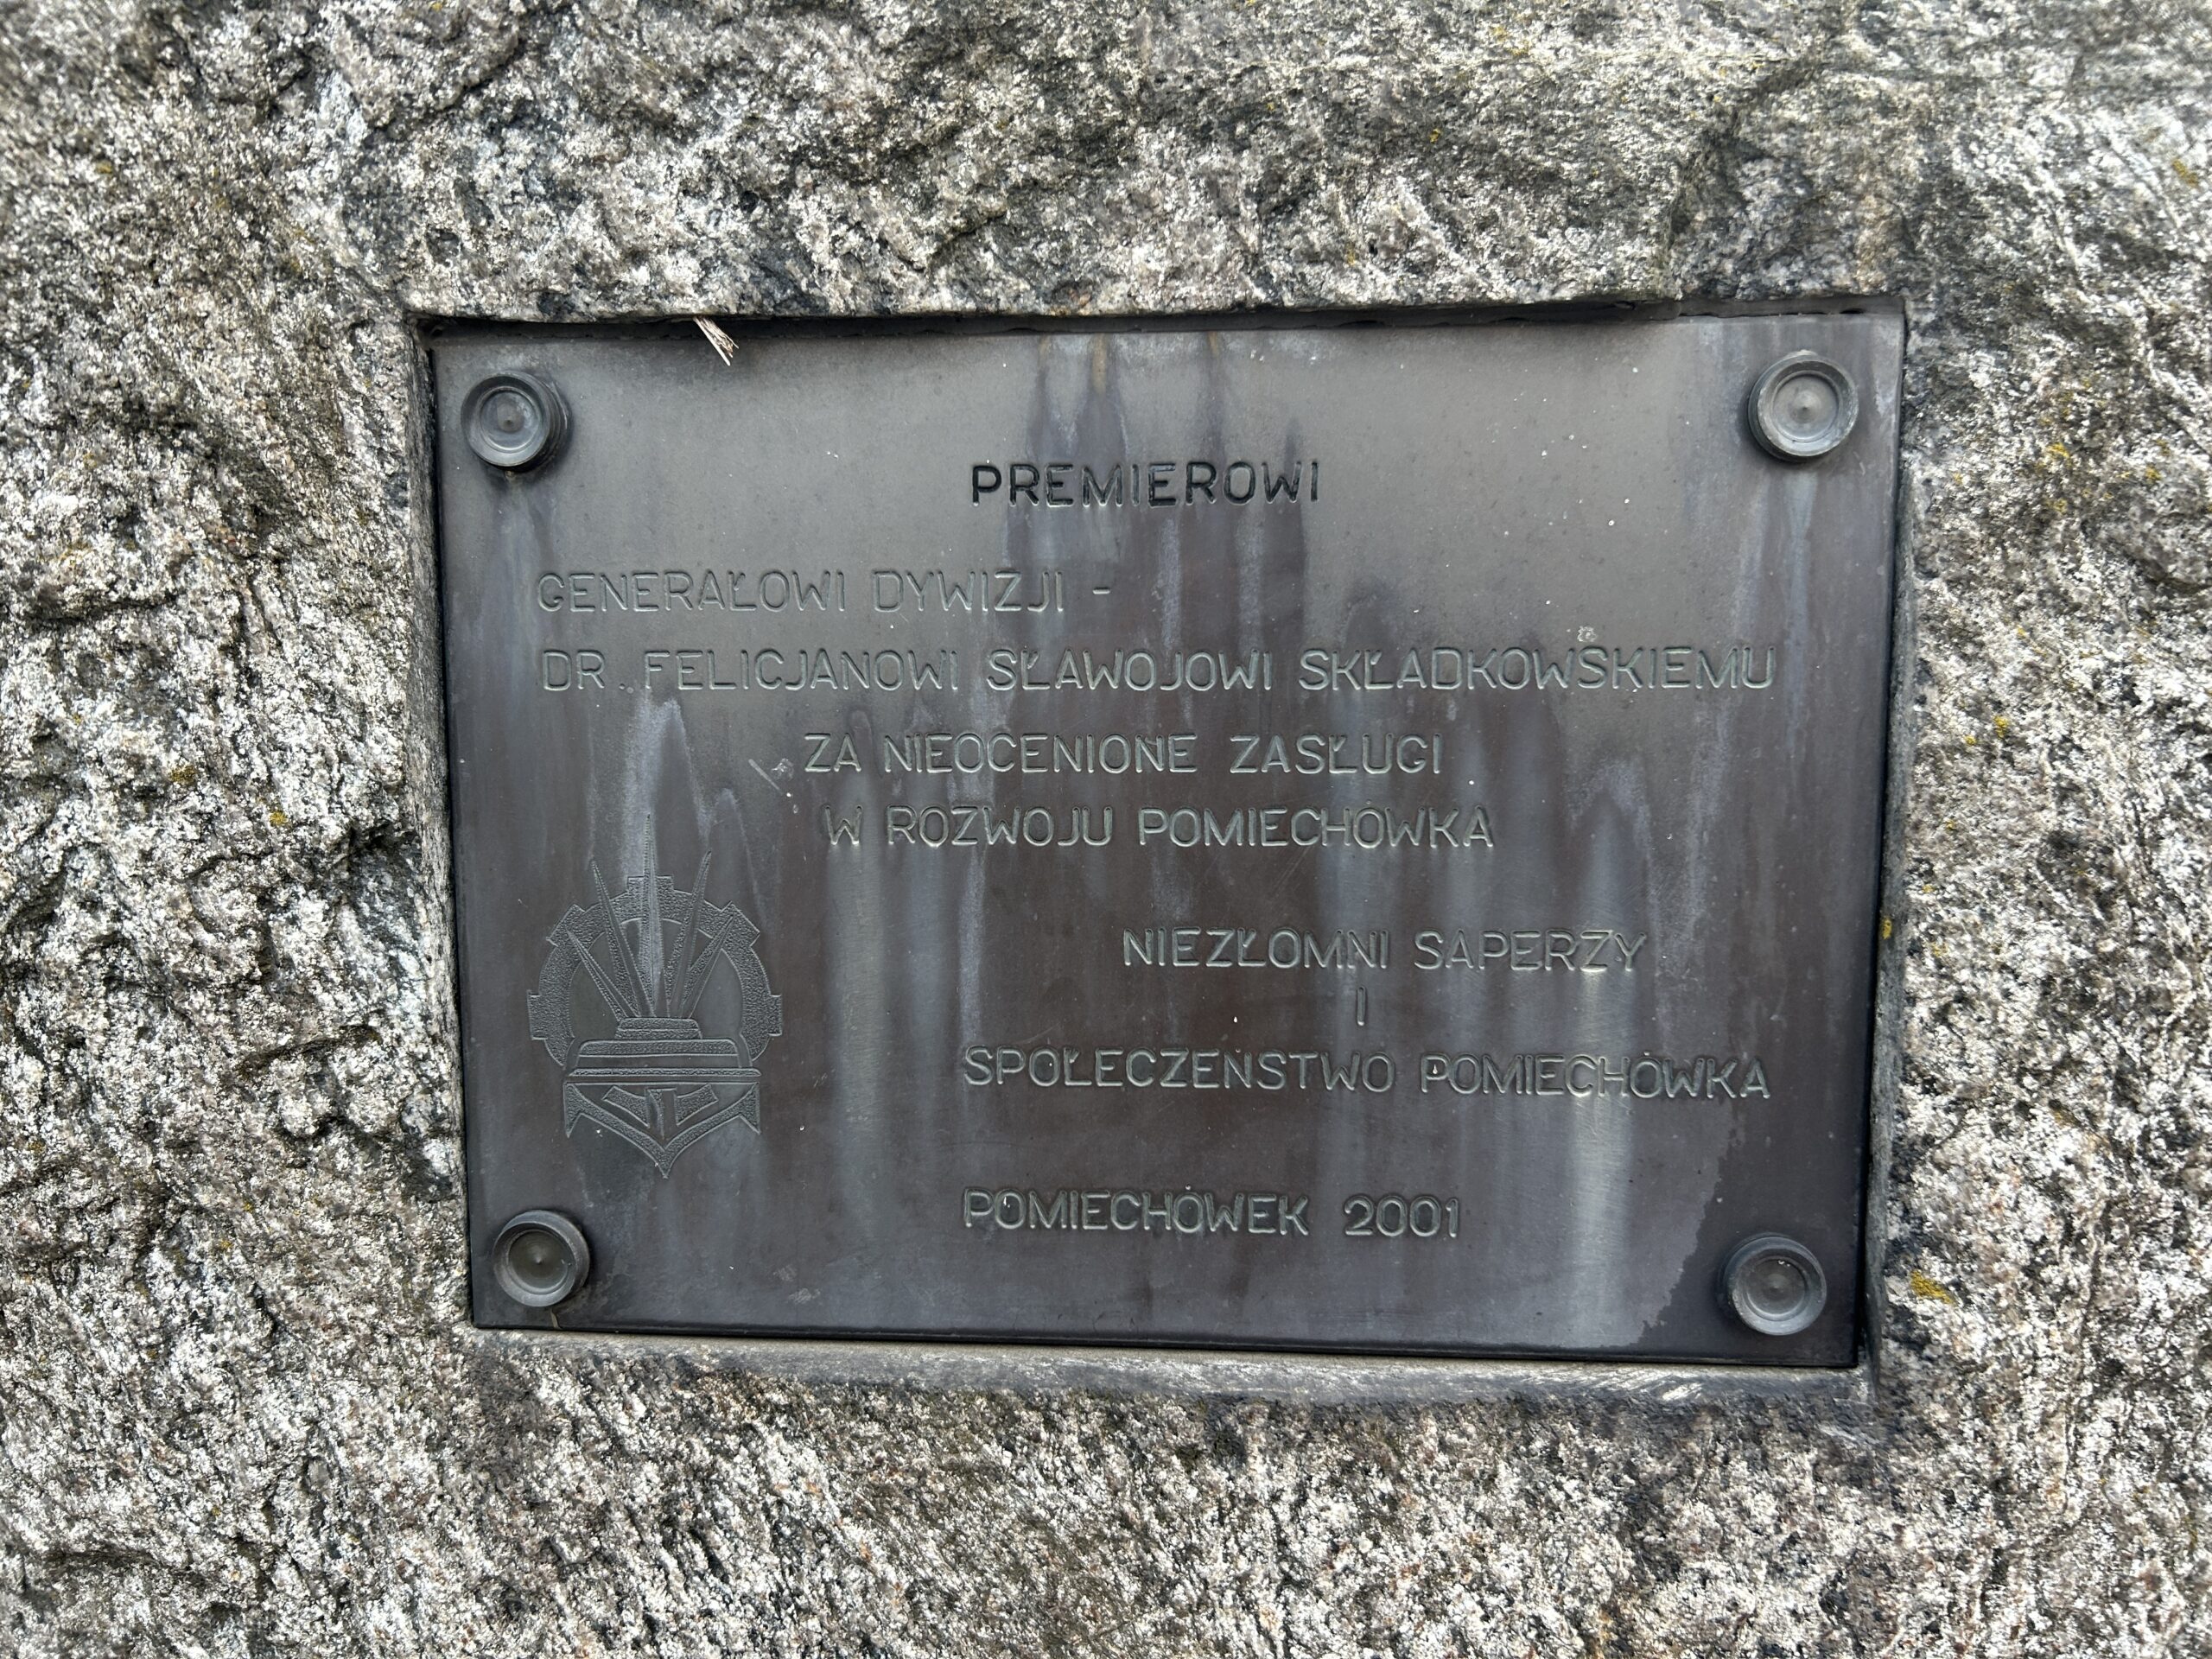 PREMIEROWI
GENERAŁOWI DYWIZJI -
DR. FELICJANOWI SŁAWOJOWI SKŁADKOWSKIEMU
ZA NIEOCENIONE ZASŁUGI
W ROZWOJU POMIECHÓWKA
NIEZŁOMNI SAPERZY
I
SPOŁECZEŃSTWO POMIECHÓWKA
POMIECHÓWEK 2001